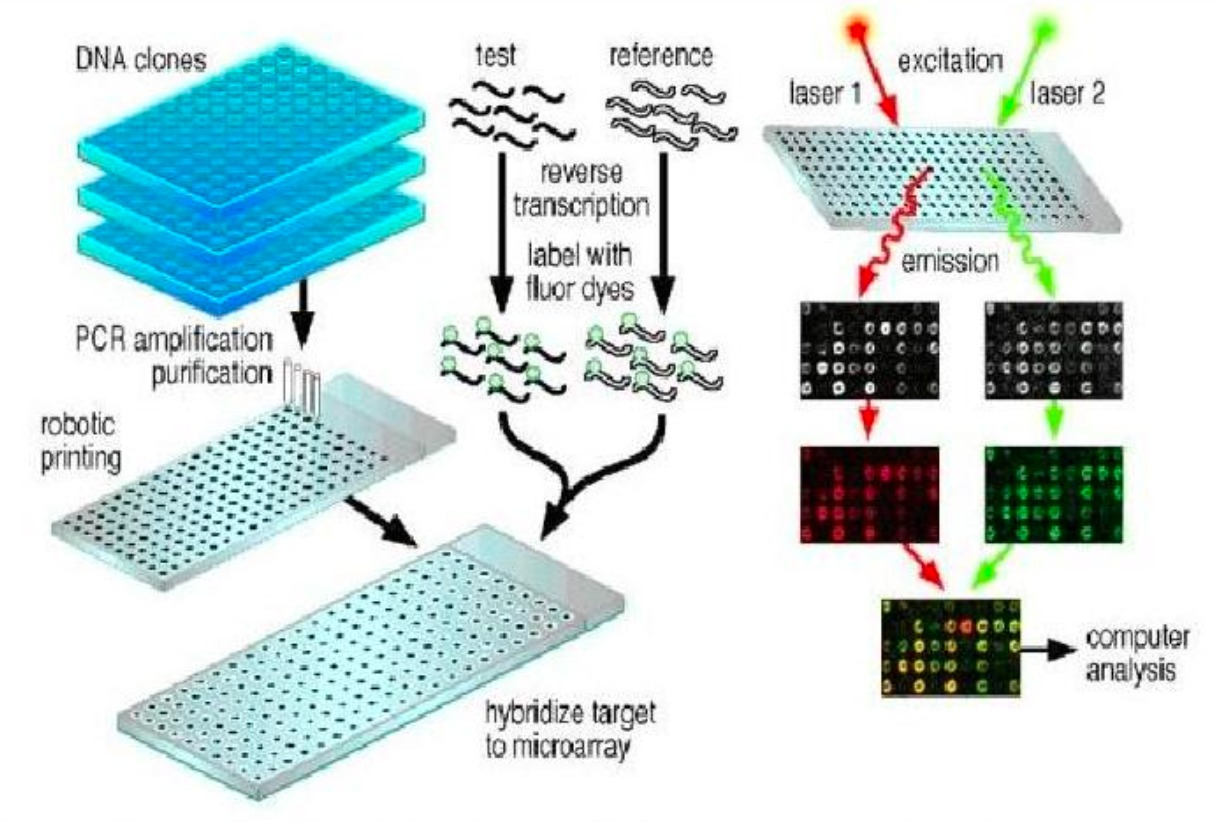 DNA clones
PCR amplification
purification
robotic
printing
test
reference
reverse
transcription
label with
fluor dyes
hybridize target
to microarray
excitation
laser 1
laser 2
emission
computer
analysis